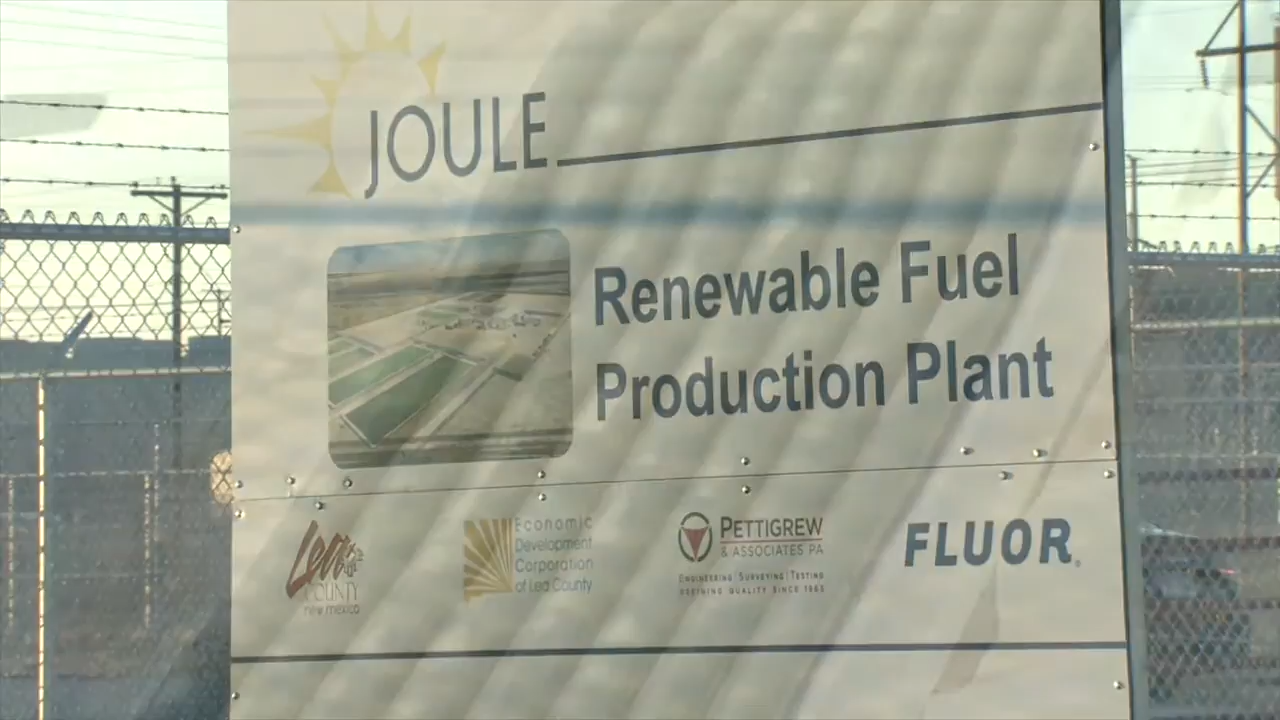 JOULE
Renewable Fuel
Production Plant
Lea
COUNTY
new mexico
Economic
Development
Corporation
of Lea County
PETTIGREW
& ASSOCIATES PA
ENGINEERING | SURVEYING | TESTING
DEFINING QUALITY SINCE 1965
FLUOR®